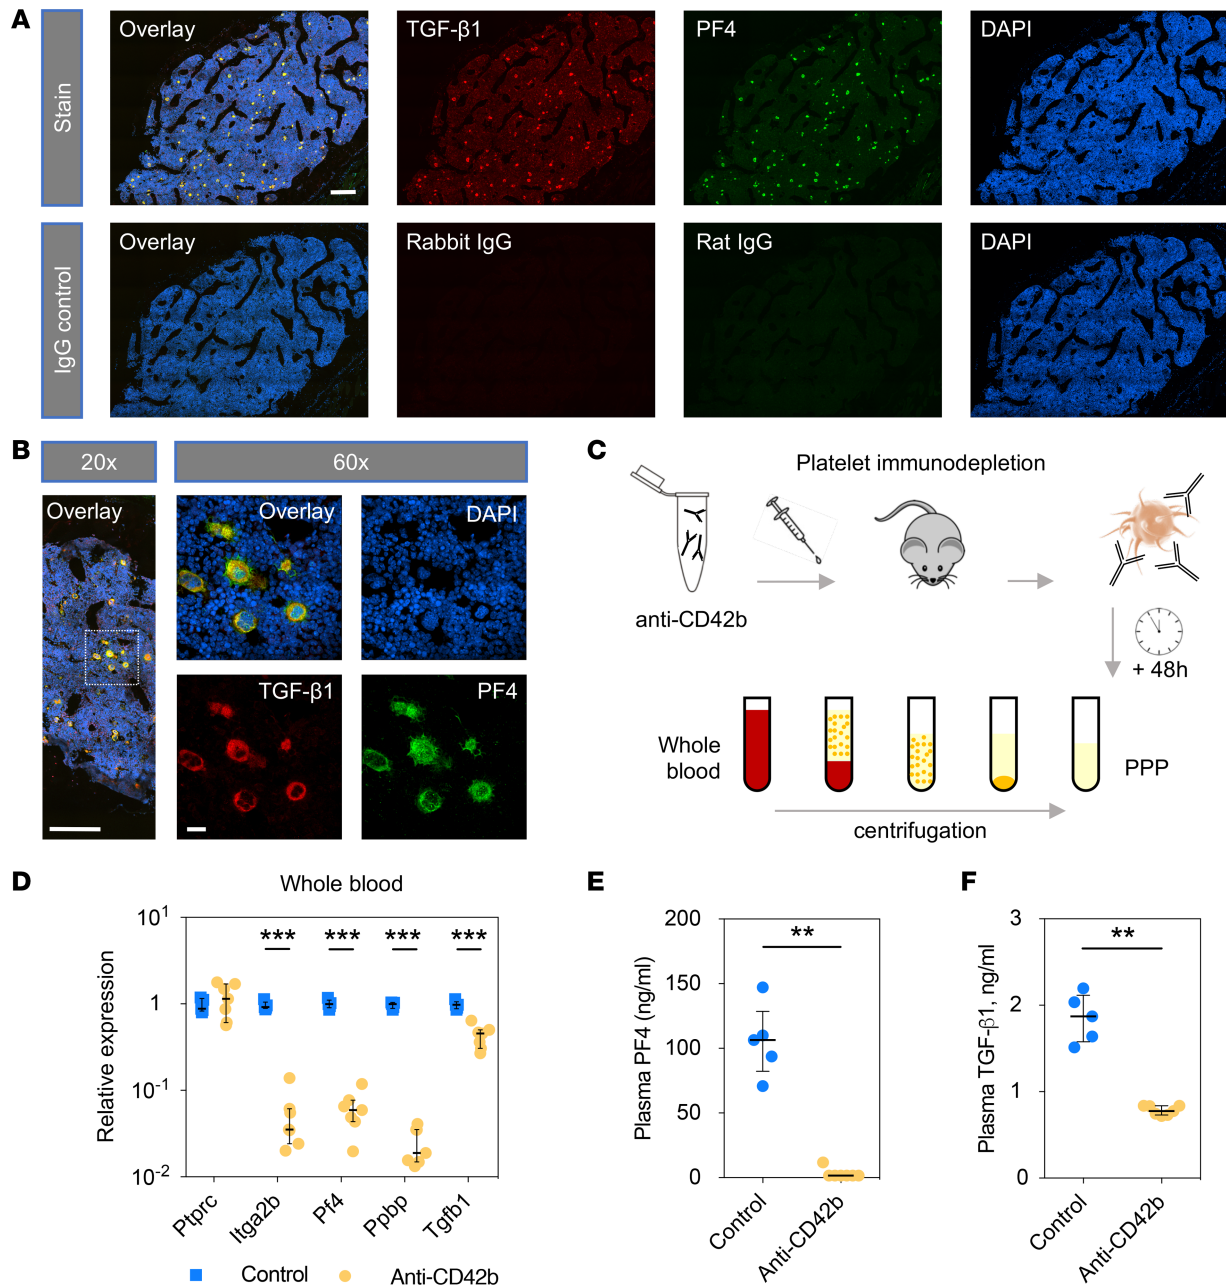 A
Stain
Overlay
TGF-β1
PF4
DAPI
IgG control
Overlay
Rabbit IgG
Rat IgG
DAPI
B
20x
60x
Overlay
Overlay
DAPI
TGF-β1
PF4
C
Platelet immunodepletion
anti-CD42b
+ 48h
Whole
blood
PPP
centrifugation
D
Whole blood
Relative expression
10^1
1
10^-1
10^-2
***
***
***
***
Ptprc
Itga2b
Pf4
Ppbp
Tgfb1
Control
Anti-CD42b
E
Plasma PF4 (ng/ml)
200
150
100
50
0
**
Control
Anti-CD42b
F
Plasma TGF-β1, ng/ml
3
2
1
0
**
Control
Anti-CD42b